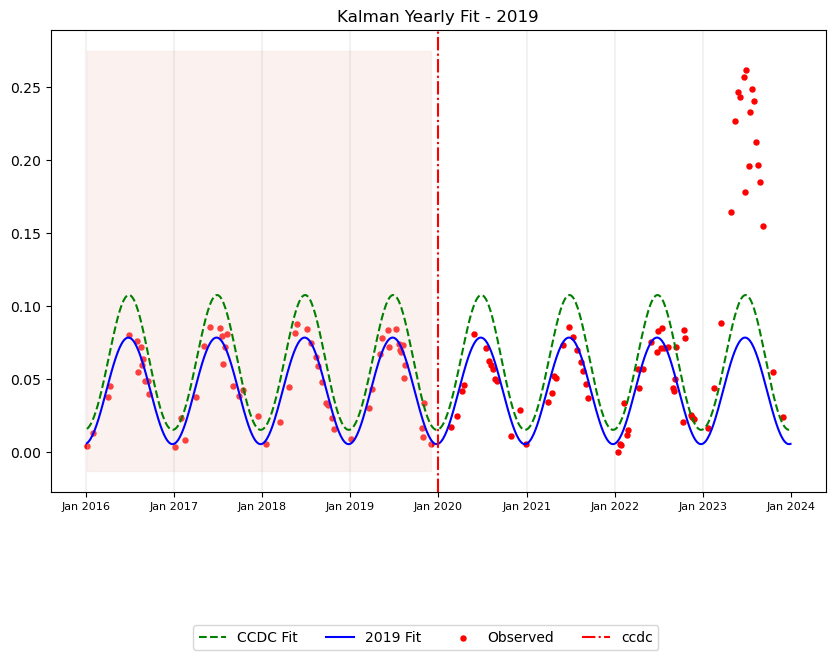 Kalman Yearly Fit - 2019
0.25
0.20
0.15
0.10
0.05
0.00
Jan 2016 Jan 2017 Jan 2018 Jan 2019 Jan 2020 Jan 2021 Jan 2022 Jan 2023 Jan 2024
CCDC Fit 2019 Fit Observed ccdc